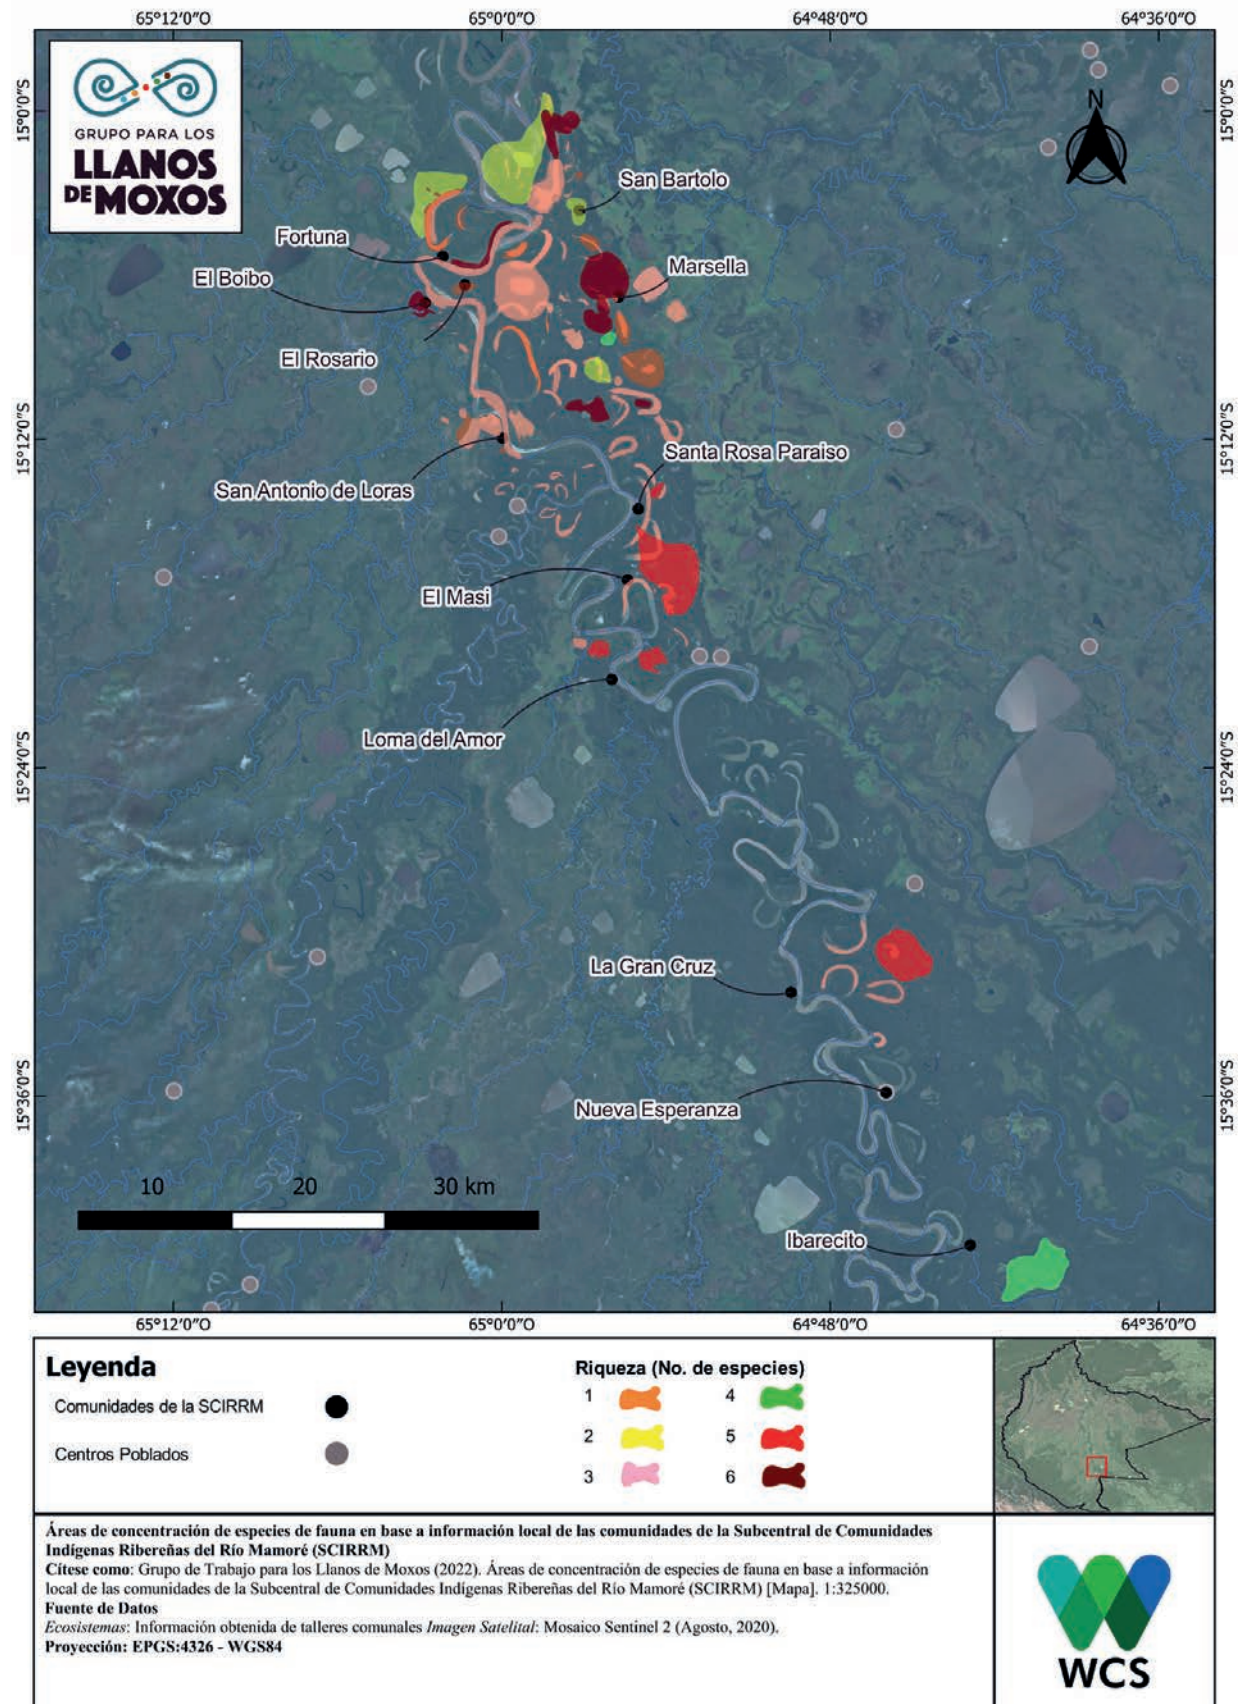 65°12'0"O 65°0'0"O 64°48'0"O 64°36'0"O
GRUPO PARA LOS
LLANOS
DE MOXOS
N
15°0'0"S 15°0'0"S
San Bartolo
Fortuna
Marsella
El Boibo
El Rosario
15°12'0"S 15°12'0"S
Santa Rosa Paraiso
San Antonio de Loras
El Masi
Loma del Amor
15°24'0"S 15°24'0"S
La Gran Cruz
15°36'0"S 15°36'0"S
Nueva Esperanza
10 20 30 km
Ibarecito
65°12'0"O 65°0'0"O 64°48'0"O 64°36'0"O
Leyenda
Comunidades de la SCIRRM
Centros Poblados
Riqueza (No. de especies)
1 4
2 5
3 6
Áreas de concentración de especies de fauna en base a información local de las comunidades de la Subcentral de Comunidades
Indígenas Ribereñas del Río Mamoré (SCIRRM)
Cítese como: Grupo de Trabajo para los Llanos de Moxos (2022). Áreas de concentración de especies de fauna en base a información
local de las comunidades de la Subcentral de Comunidades Indígenas Ribereñas del Río Mamoré (SCIRRM) [Mapa]. 1:325000.
Fuente de Datos
Ecosistemas: Información obtenida de talleres comunales Imagen Satelital: Mosaico Sentinel 2 (Agosto, 2020).
Proyección: EPGS:4326 - WGS84
WCS